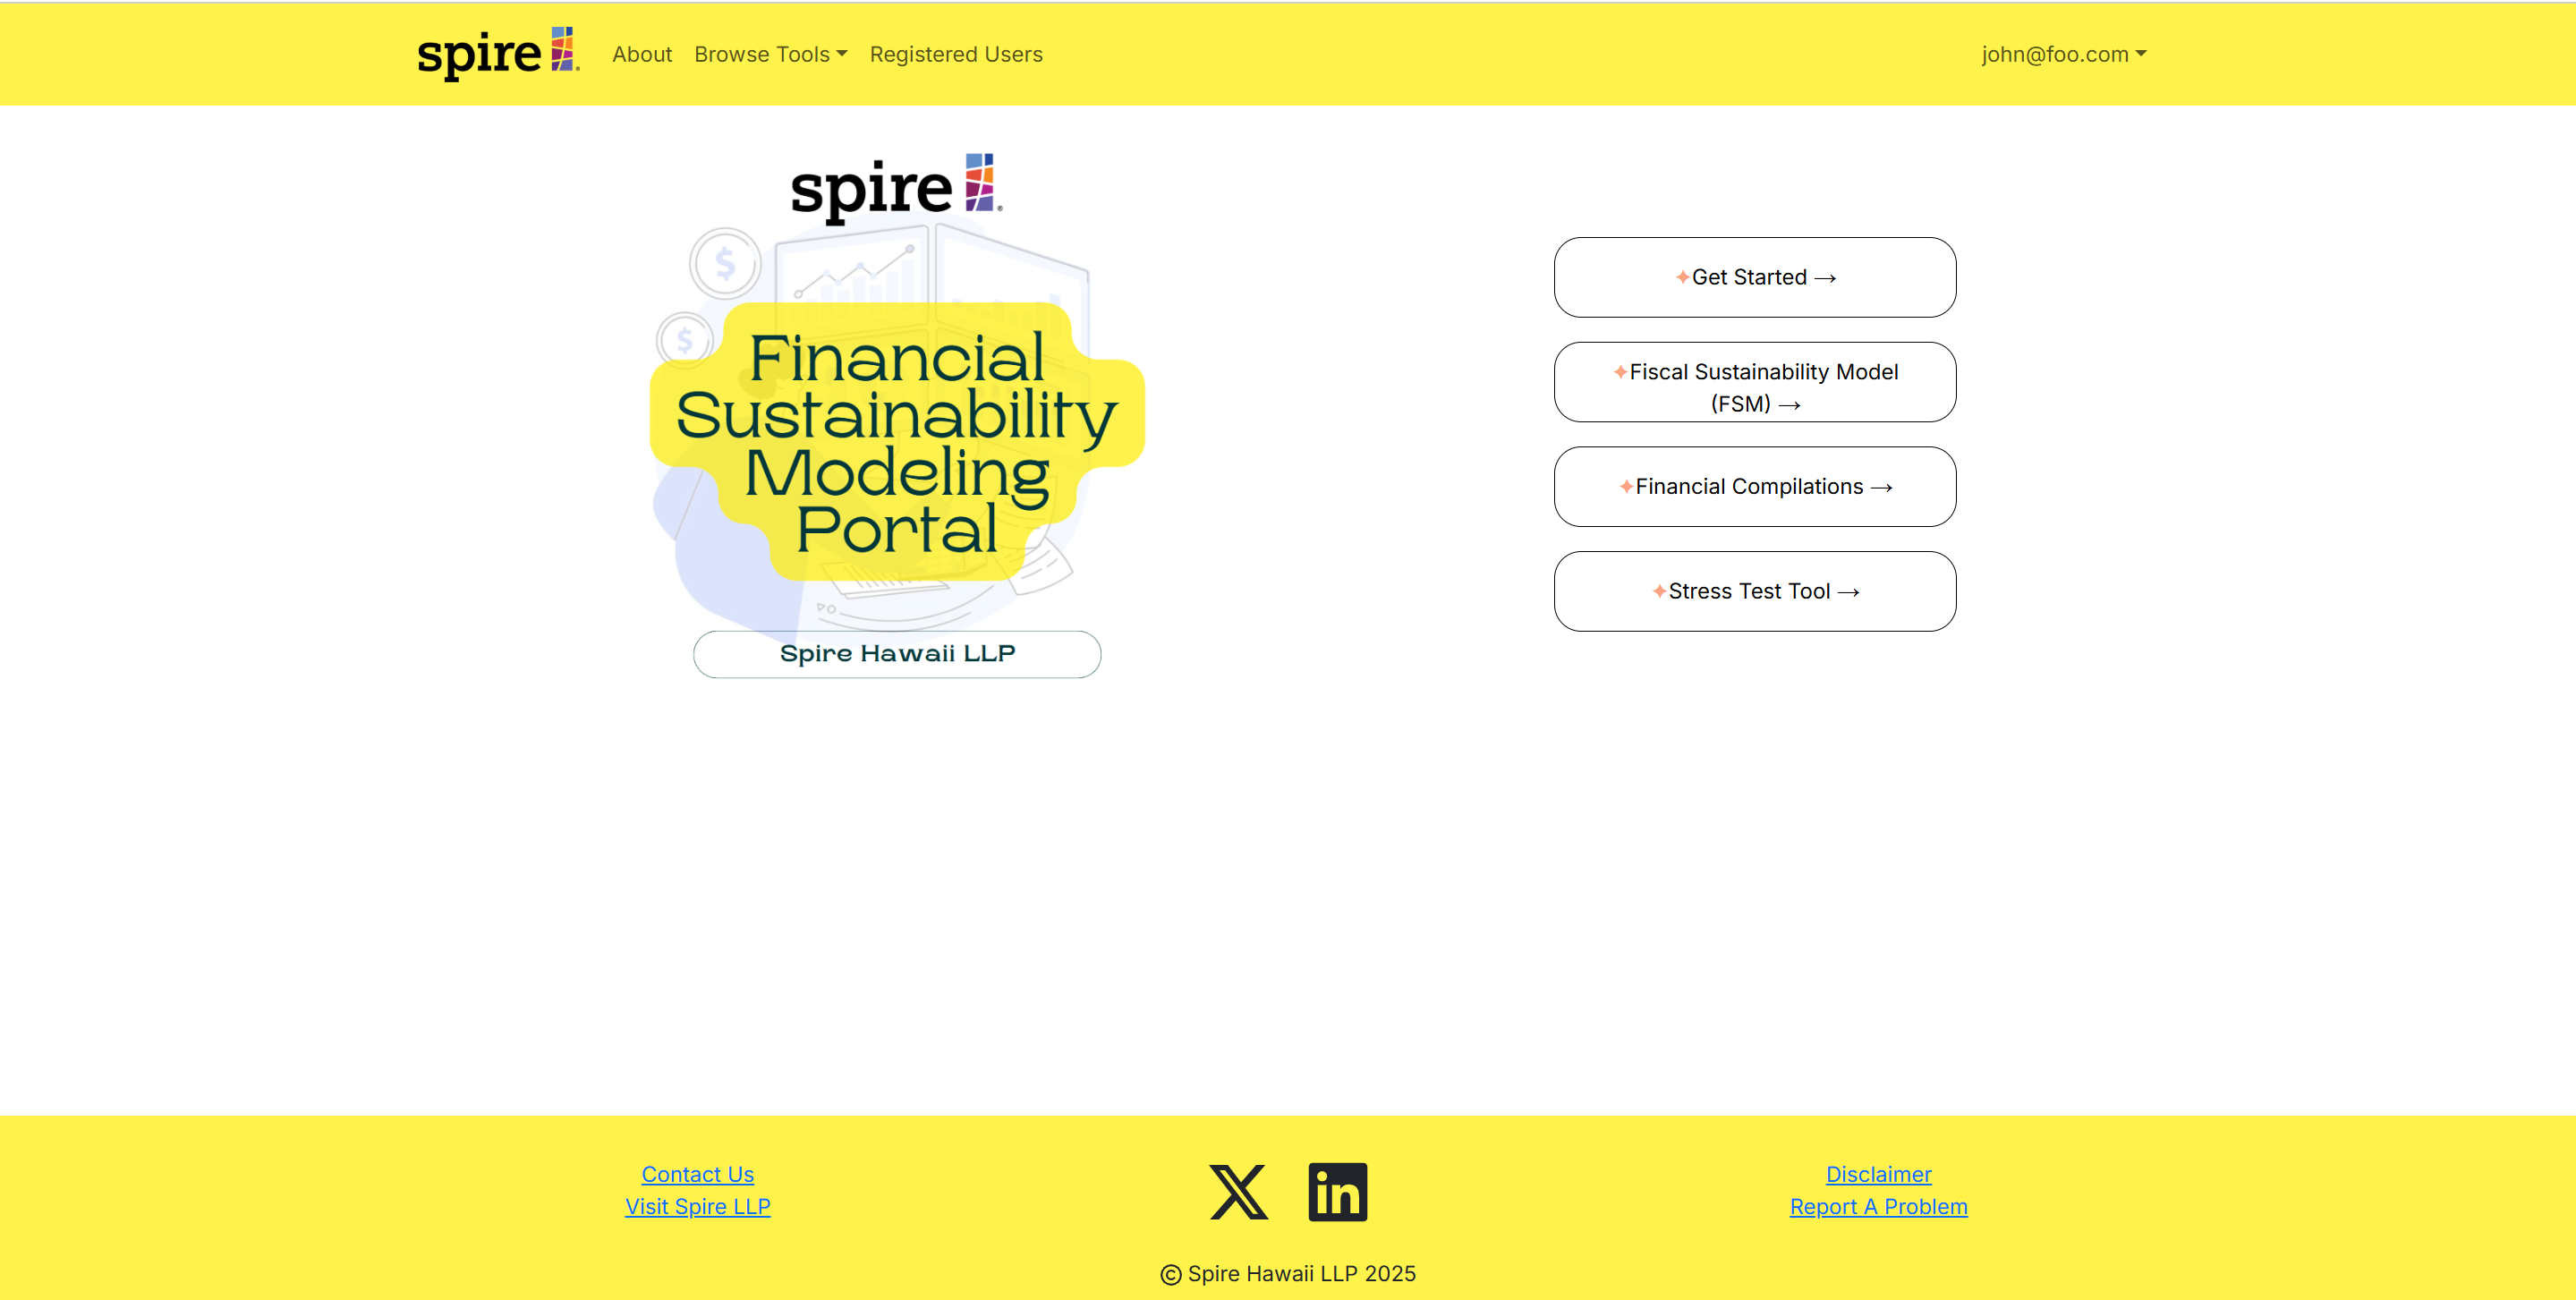 spire
About Browse Tools Registered Users john@foo.com
spire
$
$
Financial
Sustainability
Modeling
Portal
Spire Hawaii LLP
✦Get Started →
✦Fiscal Sustainability Model
(FSM) →
✦Financial Compilations →
✦Stress Test Tool →
Contact Us
Visit Spire LLP
X in
Disclaimer
Report A Problem
© Spire Hawaii LLP 2025